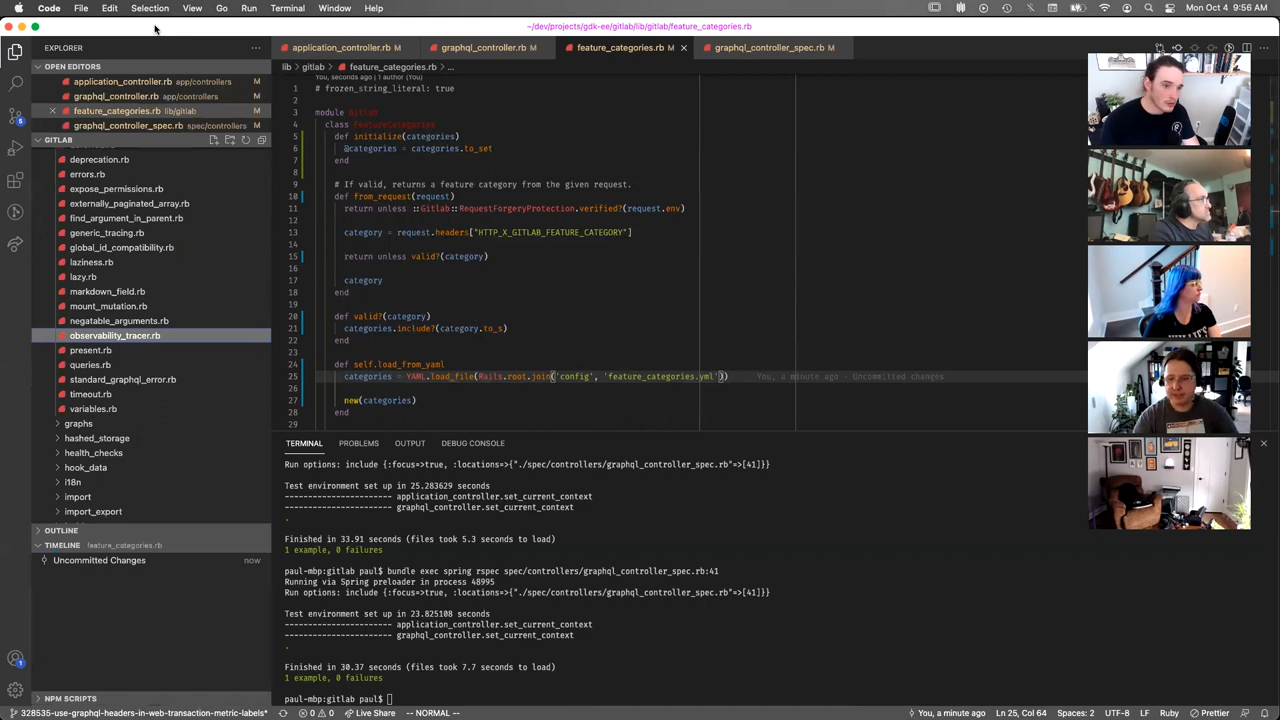 Code File Edit Selection View Go Run Terminal Window Help
Mon Oct 4 9:56 AM
~/dev/projects/gdk-ee/gitlab/lib/gitlab/feature_categories.rb
EXPLORER
OPEN EDITORS
application_controller.rb app/controllers M
graphql_controller.rb app/controllers M
feature_categories.rb lib/gitlab M
graphql_controller_spec.rb spec/controllers M
GITLAB
deprecation.rb
errors.rb
expose_permissions.rb
externally_paginated_array.rb
find_argument_in_parent.rb
generic_tracing.rb
global_id_compatibility.rb
laziness.rb
lazy.rb
markdown_field.rb
mount_mutation.rb
negatable_arguments.rb
observability_tracer.rb
present.rb
queries.rb
standard_graphql_error.rb
timeout.rb
variables.rb
graphs
hashed_storage
health_checks
hook_data
i18n
import
import_export
OUTLINE
TIMELINE feature_categories.rb
Uncommitted Changes
NPM SCRIPTS
application_controller.rb M graphql_controller.rb M feature_categories.rb M graphql_controller_spec.rb M
lib > gitlab > feature_categories.rb > ...
You, seconds ago | 1 author (You)
1 # frozen_string_literal: true
2
3 module Gitlab
4 class FeatureCategories
5 def initialize(categories)
6 @categories = categories.to_set
7 end
8
9 # If valid, returns a feature category from the given request.
10 def from_request(request)
11 return unless ::Gitlab::RequestForgeryProtection.verified?(request.env)
12
13 category = request.headers["HTTP_X_GITLAB_FEATURE_CATEGORY"]
14
15 return unless valid?(category)
16
17 category
18 end
19
20 def valid?(category)
21 categories.include?(category.to_s)
22 end
23
24 def self.load_from_yaml
25 categories = YAML.load_file(Rails.root.join('config', 'feature_categories.yml')) You, a minute ago · Uncommitted changes
26
27 new(categories)
28 end
29
TERMINAL PROBLEMS OUTPUT DEBUG CONSOLE
Run options: include {:focus=>true, :locations=>{"./spec/controllers/graphql_controller_spec.rb"=>[41]}}
Test environment set up in 25.283629 seconds
---------------------- application_controller.set_current_context
---------------------- graphql_controller.set_current_context
.
Finished in 33.91 seconds (files took 5.3 seconds to load)
1 example, 0 failures
paul-mbp:gitlab paul$ bundle exec spring rspec spec/controllers/graphql_controller_spec.rb:41
Running via Spring preloader in process 48995
Run options: include {:focus=>true, :locations=>{"./spec/controllers/graphql_controller_spec.rb"=>[41]}}
Test environment set up in 23.825108 seconds
---------------------- application_controller.set_current_context
---------------------- graphql_controller.set_current_context
.
Finished in 30.37 seconds (files took 7.7 seconds to load)
1 example, 0 failures
paul-mbp:gitlab paul$
328535-use-graphql-headers-in-web-transaction-metric-labels* 0 0 Live Share -- NORMAL -- You, a minute ago Ln 25, Col 64 Spaces: 2 UTF-8 LF Ruby Prettier